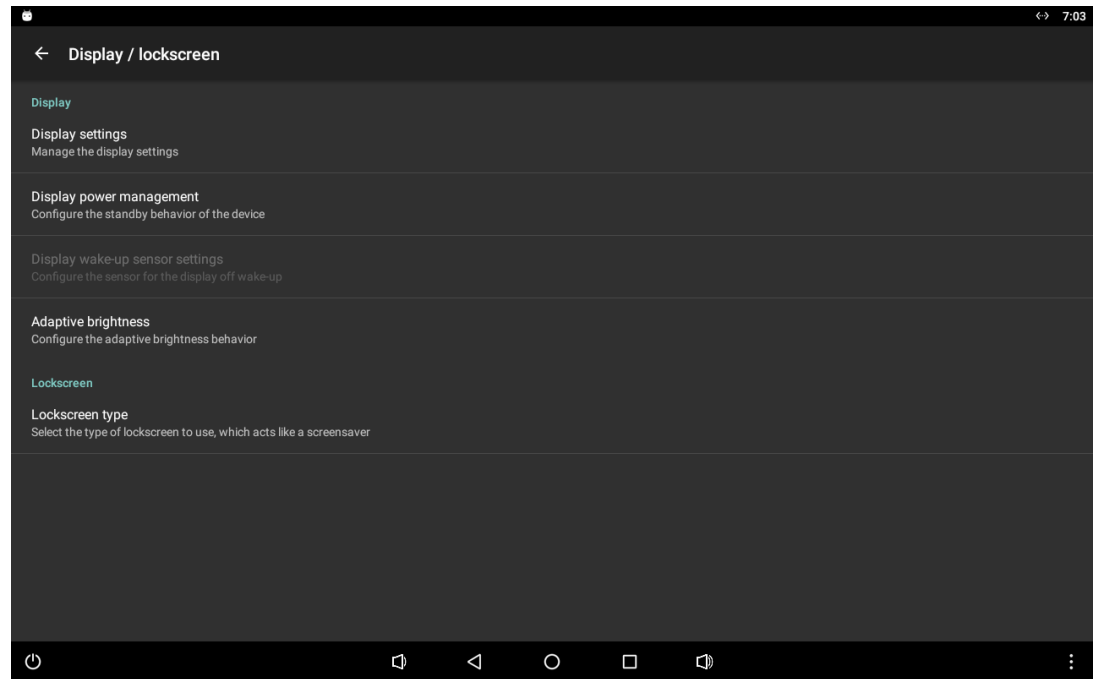 7:03
Display / lockscreen
Display
Display settings
Manage the display settings
Display power management
Configure the standby behavior of the device
Display wake-up sensor settings
Configure the sensor for the display off wake-up
Adaptive brightness
Configure the adaptive brightness behavior
Lockscreen
Lockscreen type
Select the type of lockscreen to use, which acts like a screensaver